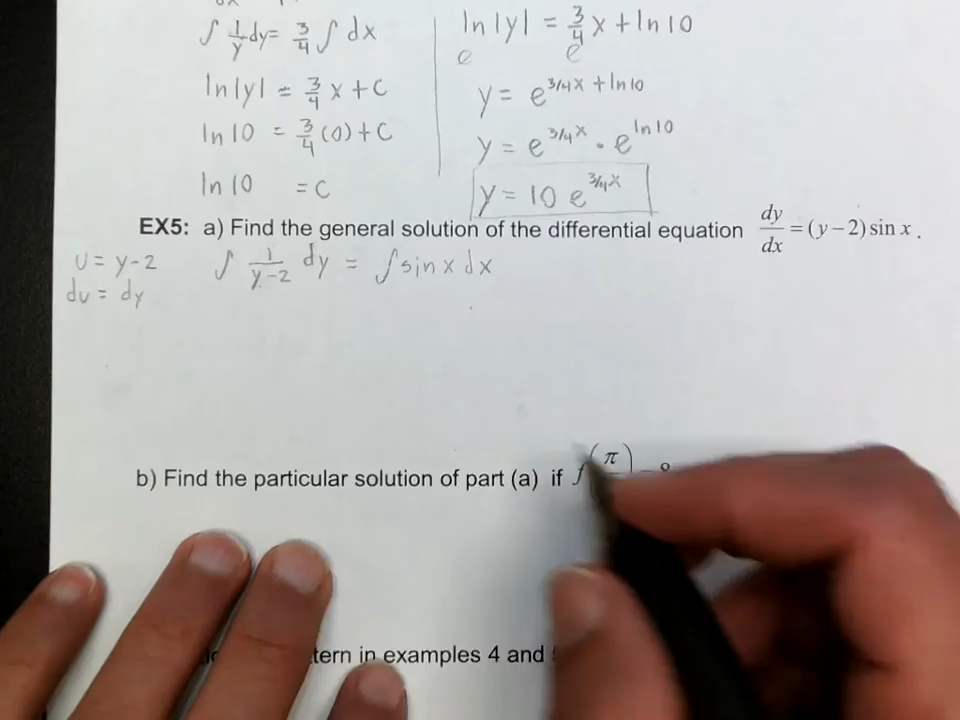 ∫ 1/y dy = 3/4 ∫ dx
ln|y| = 3/4 x + C
ln 10 = 3/4 (0) + C
ln 10 = C
ln|y| = 3/4 x + ln 10
e e
y = e^{3/4 x + ln 10}
y = e^{3/4 x} · e^{ln 10}
y = 10 e^{3/4 x}
EX5: a) Find the general solution of the differential equation dy/dx = (y−2) sin x .
u = y-2
du = dy
∫ 1/(y-2) dy = ∫ sin x dx
b) Find the particular solution of part (a) if f(π
tern in examples 4 and